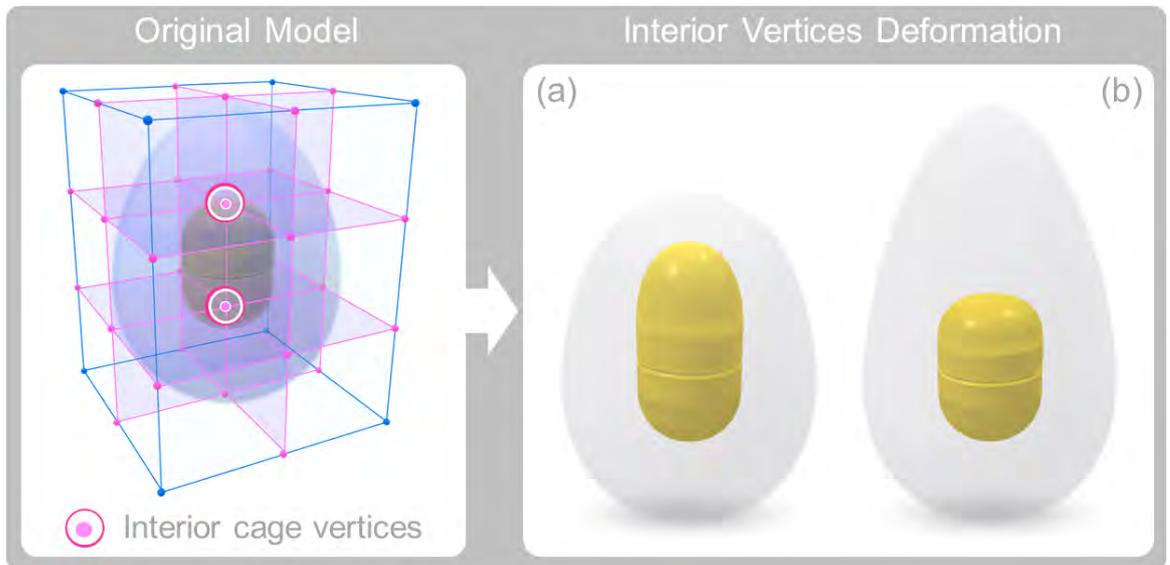 Original Model
Interior Vertices Deformation
(a)
(b)
Interior cage vertices